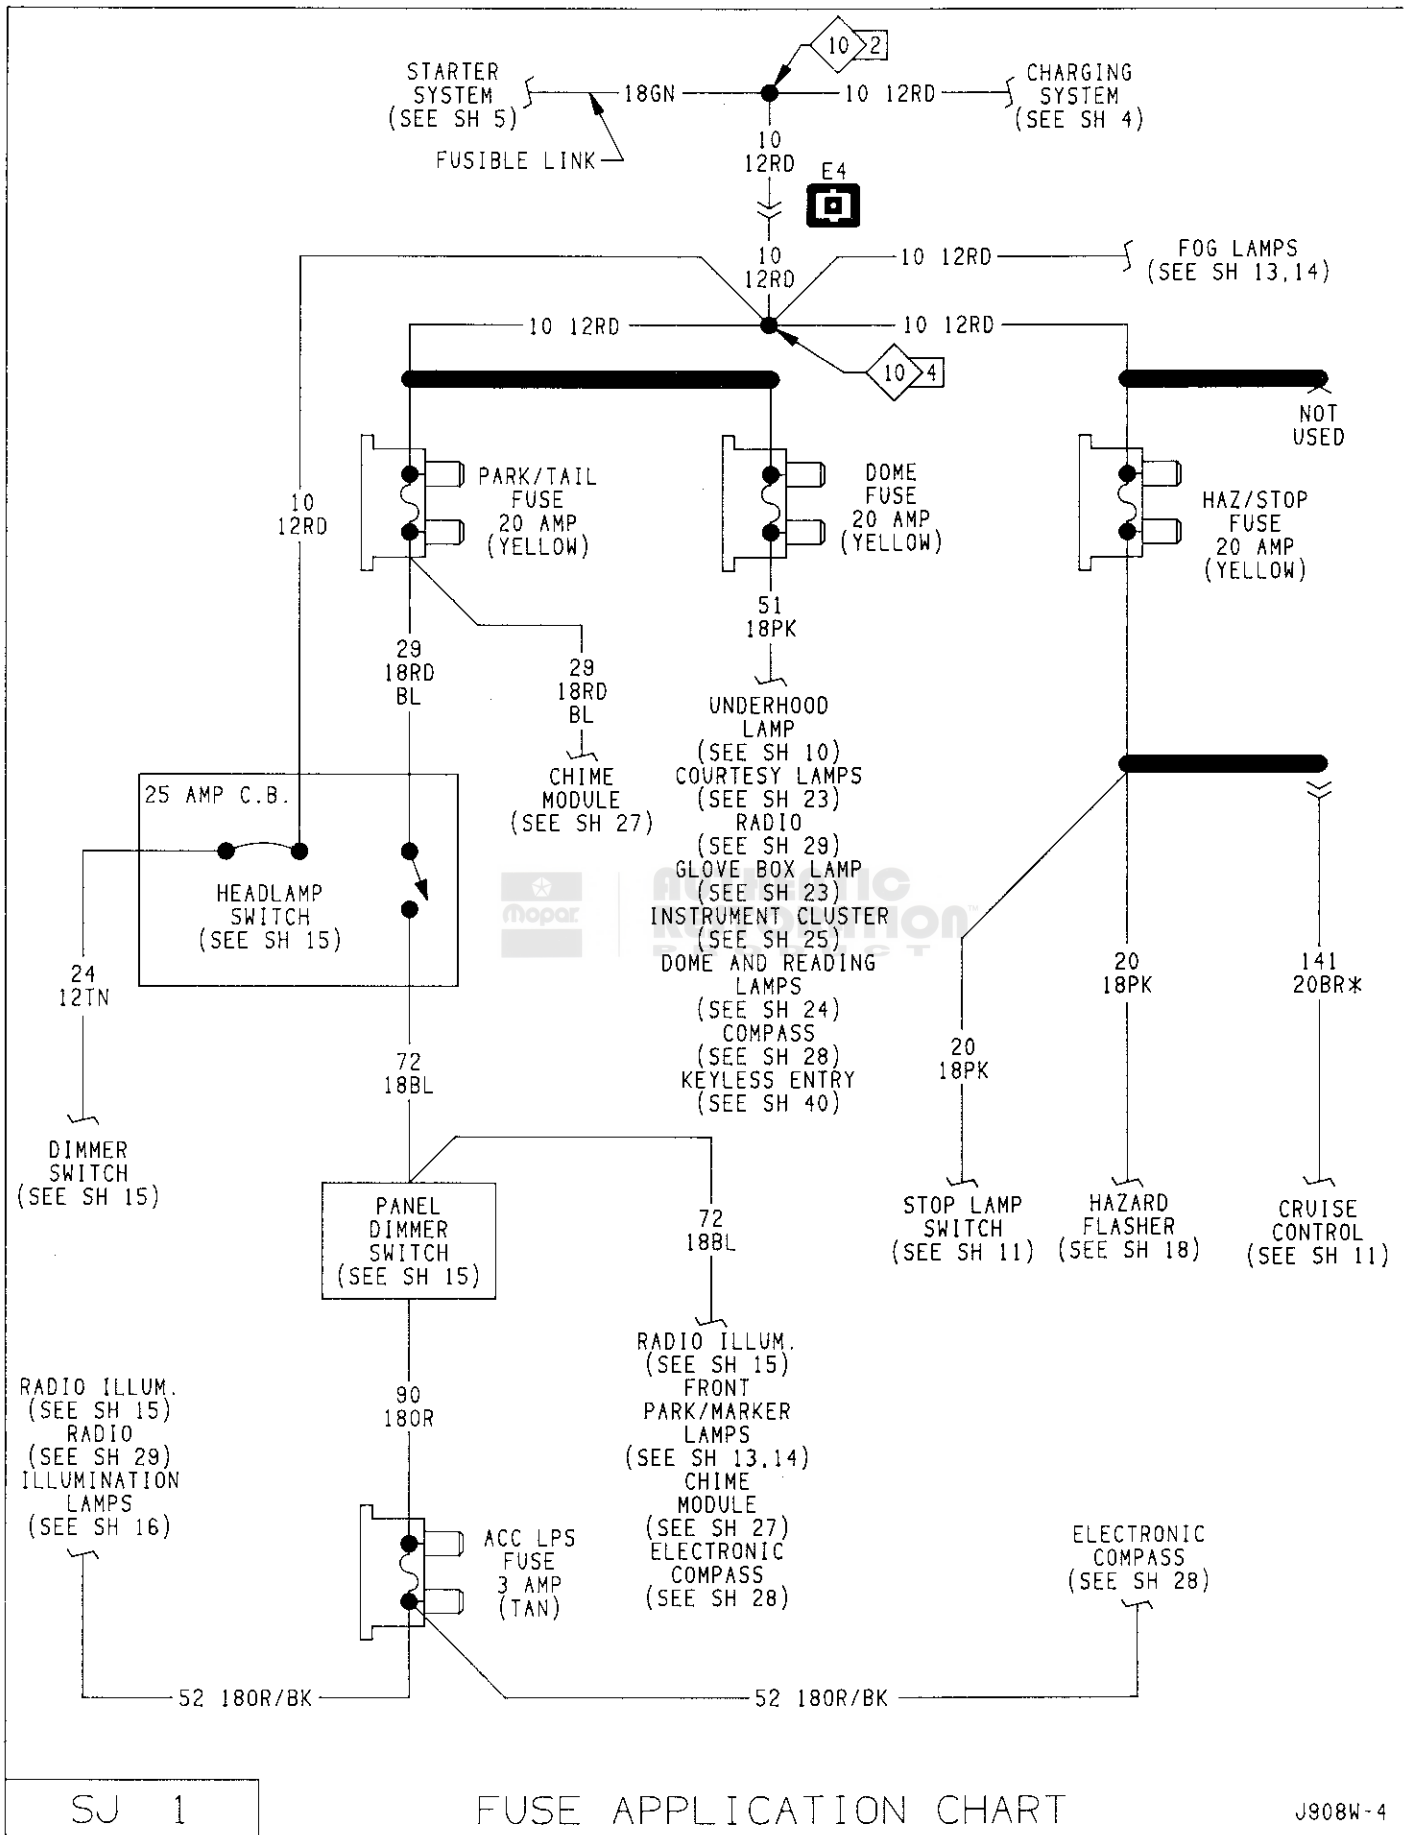 10 2
STARTER
SYSTEM
(SEE SH 5)
18GN
10 12RD
CHARGING
SYSTEM
(SEE SH 4)
FUSIBLE LINK
10
12RD
E4
10
12RD
10 12RD
FOG LAMPS
(SEE SH 13,14)
10 12RD
10 12RD
10 4
NOT
USED
10
12RD
PARK/TAIL
FUSE
20 AMP
(YELLOW)
DOME
FUSE
20 AMP
(YELLOW)
HAZ/STOP
FUSE
20 AMP
(YELLOW)
29
18RD
BL
29
18RD
BL
51
18PK
CHIME
MODULE
(SEE SH 27)
UNDERHOOD
LAMP
(SEE SH 10)
COURTESY LAMPS
(SEE SH 23)
RADIO
(SEE SH 29)
GLOVE BOX LAMP
(SEE SH 23)
INSTRUMENT CLUSTER
(SEE SH 25)
DOME AND READING
LAMPS
(SEE SH 24)
COMPASS
(SEE SH 28)
KEYLESS ENTRY
(SEE SH 40)
25 AMP C.B.
HEADLAMP
SWITCH
(SEE SH 15)
Mopar
AUTHENTIC
RESTORATION™
PRODUCT
24
12TN
72
18BL
20
18PK
20
18PK
141
20BR*
DIMMER
SWITCH
(SEE SH 15)
PANEL
DIMMER
SWITCH
(SEE SH 15)
72
18BL
STOP LAMP
SWITCH
(SEE SH 11)
HAZARD
FLASHER
(SEE SH 18)
CRUISE
CONTROL
(SEE SH 11)
RADIO ILLUM.
(SEE SH 15)
RADIO
(SEE SH 29)
ILLUMINATION
LAMPS
(SEE SH 16)
90
18OR
RADIO ILLUM.
(SEE SH 15)
FRONT
PARK/MARKER
LAMPS
(SEE SH 13,14)
CHIME
MODULE
(SEE SH 27)
ELECTRONIC
COMPASS
(SEE SH 28)
ACC LPS
FUSE
3 AMP
(TAN)
ELECTRONIC
COMPASS
(SEE SH 28)
52 18OR/BK
52 18OR/BK
SJ 1
FUSE APPLICATION CHART
J908W-4